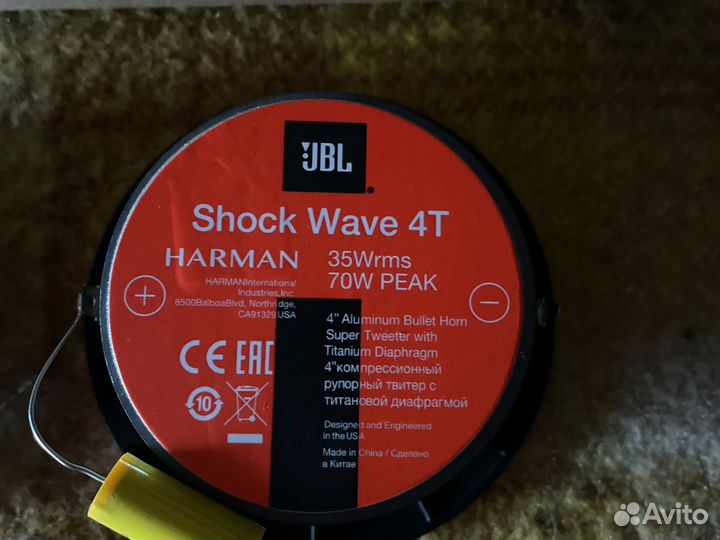 JBL
Shock Wave 4T
HARMAN
35Wrms
70W PEAK
HARMANInternational
Industries,Inc.
8500BalboaBlvd, Northridge,
CA91329USA
+
−
4" Aluminum Bullet Horn
Super Tweeter with
Titanium Diaphragm
4"компрессионный
рупорный твитер с
титановой диафрагмой
CE EAC
10
Designed and Engineered
in the USA
Made in China / Сделано
в Китае
Avito